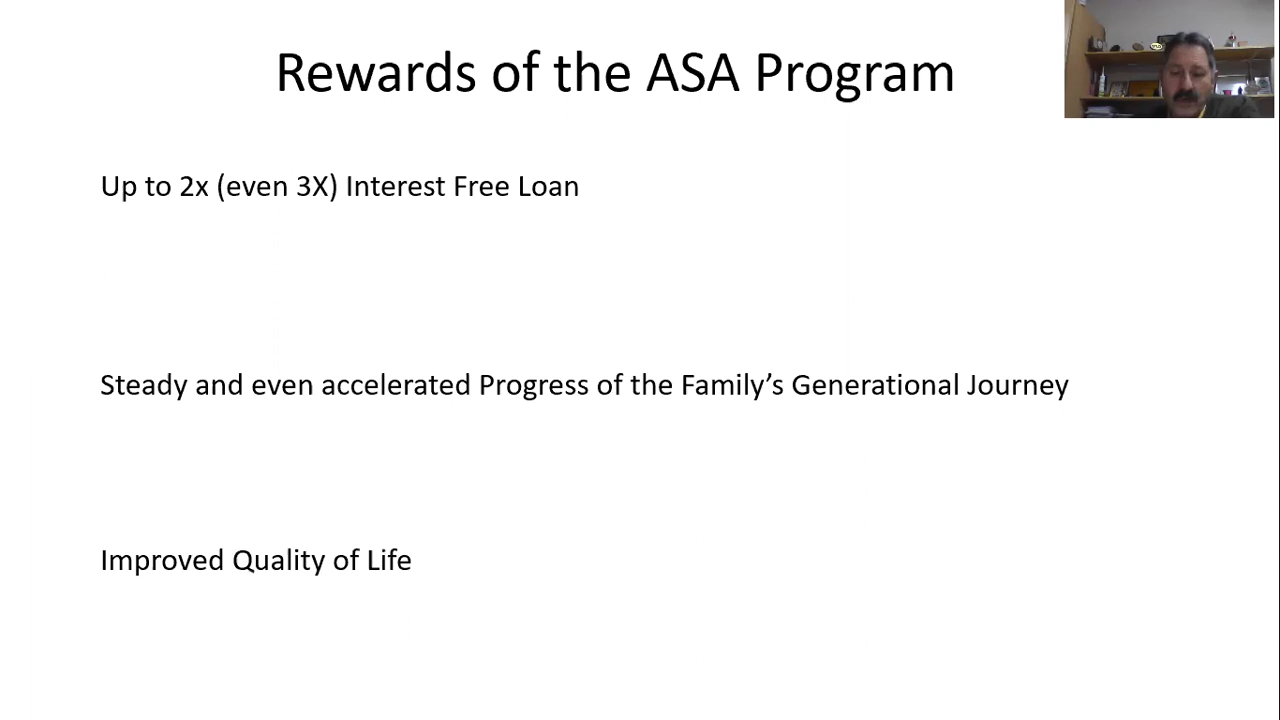 Rewards of the ASA Program
Up to 2x (even 3X) Interest Free Loan
Steady and even accelerated Progress of the Family’s Generational Journey
Improved Quality of Life